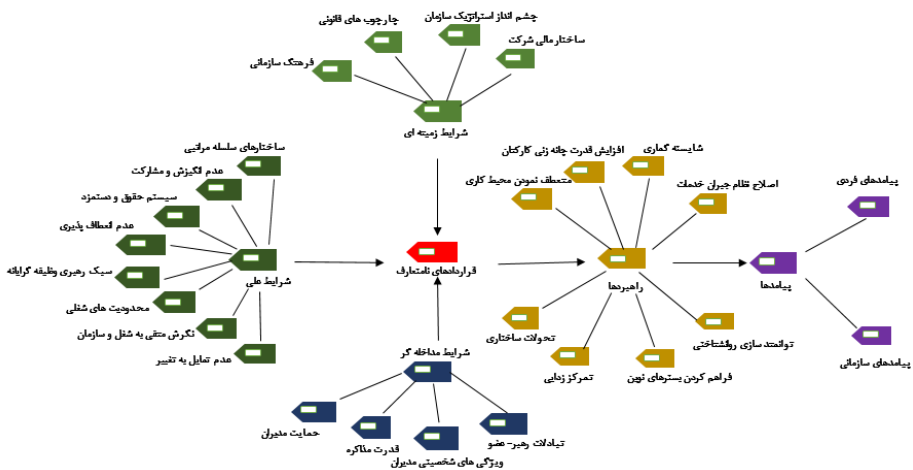 چشم انداز استراتژیک سازمان
چارچوب های قانونی
ساختار مالی شرکت
فرهنگ سازمانی
شرایط زمینه ای
ساختارهای سلسله مراتبی
عدم انگیزش و مشارکت
سیستم حقوق و دستمزد
عدم انعطاف پذیری
سبک رهبری وظیفه گرایانه
محدودیت های شغلی
نگرش منفی به شغل و سازمان
عدم تمایل به تغییر
شرایط علی
قراردادهای نامتعارف
شرایط مداخله گر
حمایت مدیران
قدرت مذاکره
ویژگی های شخصیتی مدیران
تبادلات رهبر-عضو
شایسته گماری
افزایش قدرت چانه زنی کارکنان
منعطف نمودن محیط کاری
اصلاح نظام جبران خدمات
راهبردها
تحولات ساختاری
تمرکز زدایی
فراهم کردن بسترهای نوین
توانمند سازی روانشناختی
پیامدها
پیامدهای فردی
پیامدهای سازمانی